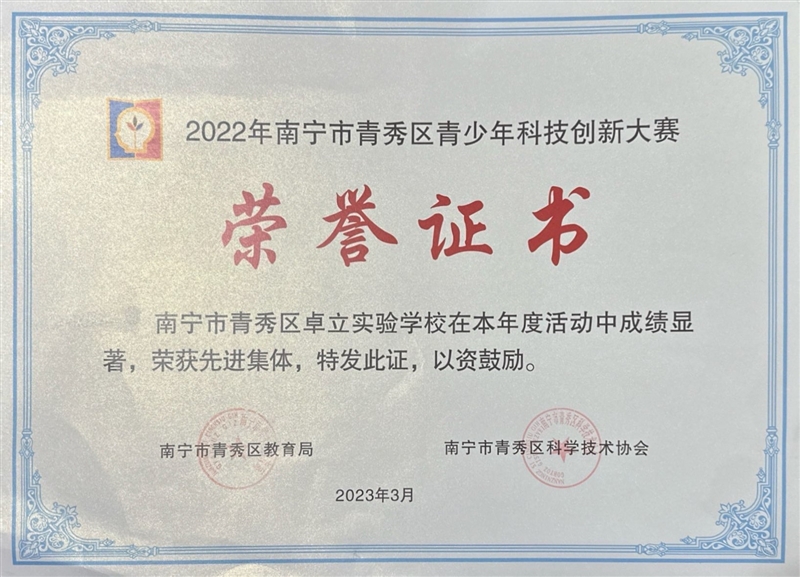 2022年南宁市青秀区青少年科技创新大赛
荣誉证书
南宁市青秀区卓立实验学校在本年度活动中成绩显
著，荣获先进集体，特发此证，以资鼓励。
南宁市青秀区教育局
南宁市青秀区科学技术协会
2023年3月